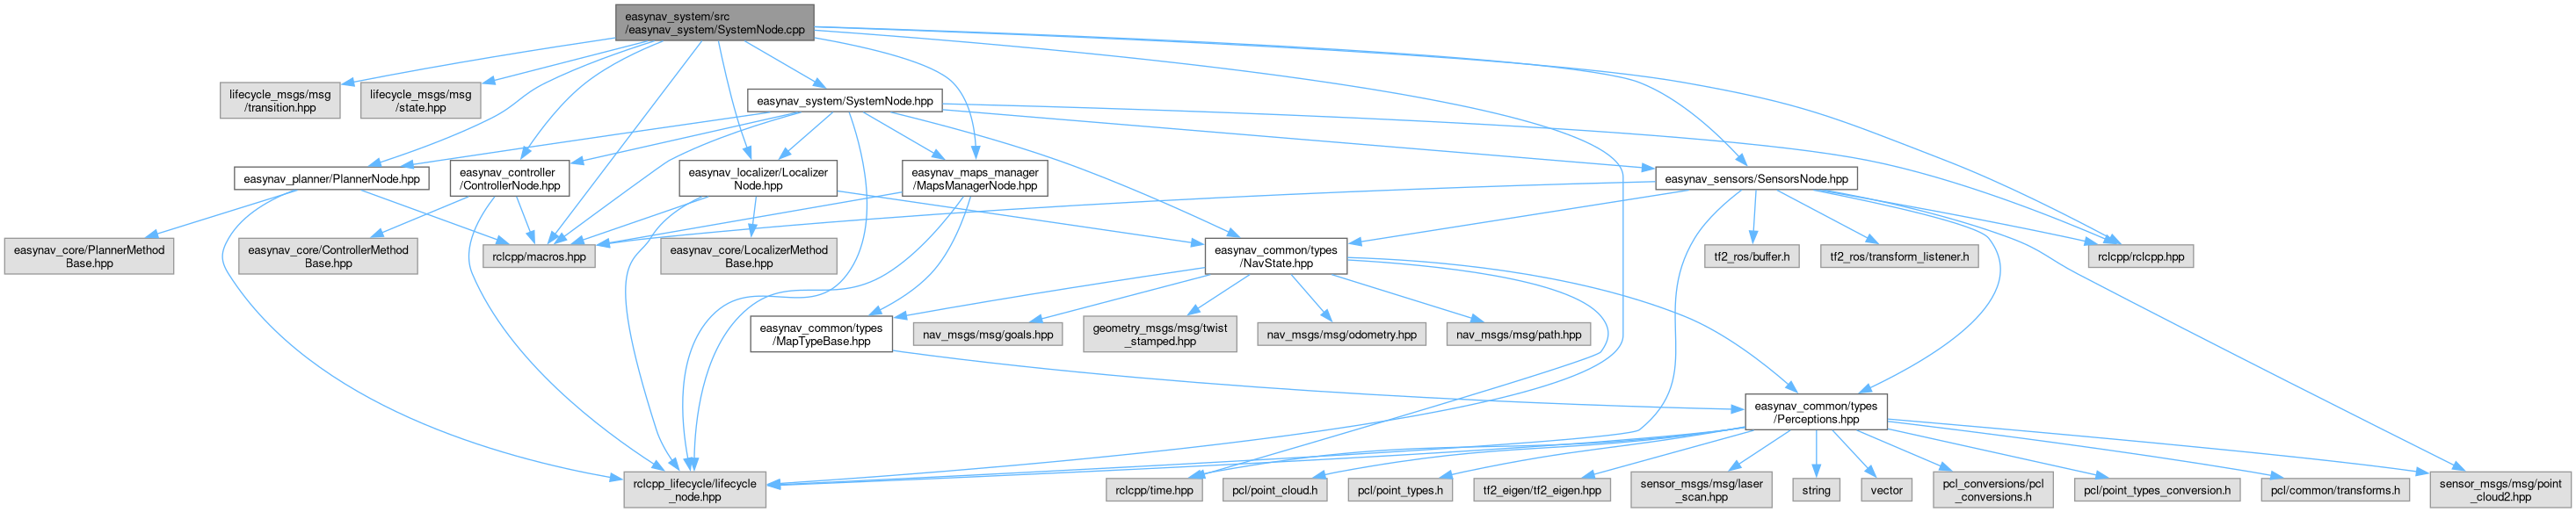 easynav_system/src
/easynav_system/SystemNode.cpp
lifecycle_msgs/msg
/transition.hpp
lifecycle_msgs/msg
/state.hpp
easynav_system/SystemNode.hpp
easynav_planner/PlannerNode.hpp
easynav_controller
/ControllerNode.hpp
easynav_localizer/Localizer
Node.hpp
easynav_maps_manager
/MapsManagerNode.hpp
easynav_sensors/SensorsNode.hpp
easynav_core/PlannerMethod
Base.hpp
easynav_core/ControllerMethod
Base.hpp
rclcpp/macros.hpp
easynav_core/LocalizerMethod
Base.hpp
easynav_common/types
/NavState.hpp
tf2_ros/buffer.h
tf2_ros/transform_listener.h
rclcpp/rclcpp.hpp
easynav_common/types
/MapTypeBase.hpp
nav_msgs/msg/goals.hpp
geometry_msgs/msg/twist
_stamped.hpp
nav_msgs/msg/odometry.hpp
nav_msgs/msg/path.hpp
easynav_common/types
/Perceptions.hpp
rclcpp_lifecycle/lifecycle
_node.hpp
rclcpp/time.hpp
pcl/point_cloud.h
pcl/point_types.h
tf2_eigen/tf2_eigen.hpp
sensor_msgs/msg/laser
_scan.hpp
string
vector
pcl_conversions/pcl
_conversions.h
pcl/point_types_conversion.h
pcl/common/transforms.h
sensor_msgs/msg/point
_cloud2.hpp